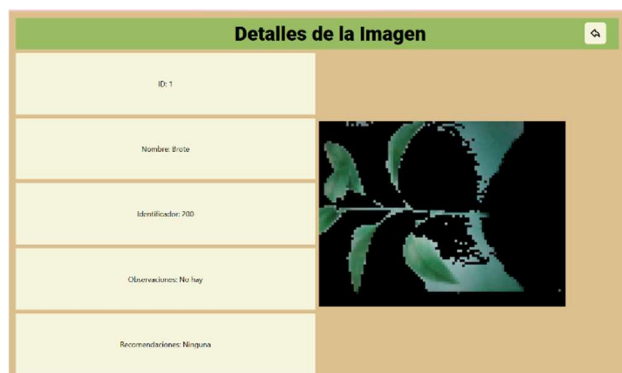 Detalles de la Imagen
ID: 1
Nombre: Brote
Identificador: 200
Observaciones: No hay
Recomendaciones: Ninguna